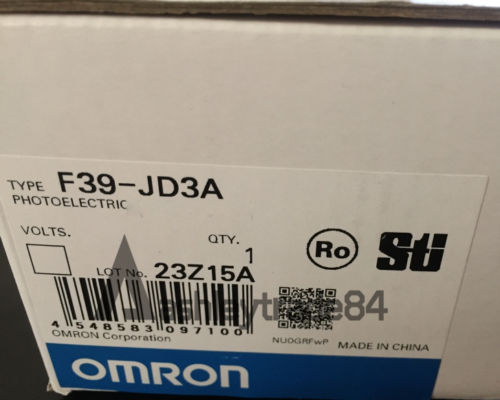 TYPE F39-JD3A
PHOTOELECTRIC
VOLTS.
QTY. 1
Ro
Sti
LOT No. 23Z15A
4 548583 097100
OMRON Corporation
NU0GRFwP
MADE IN CHINA
OMRON